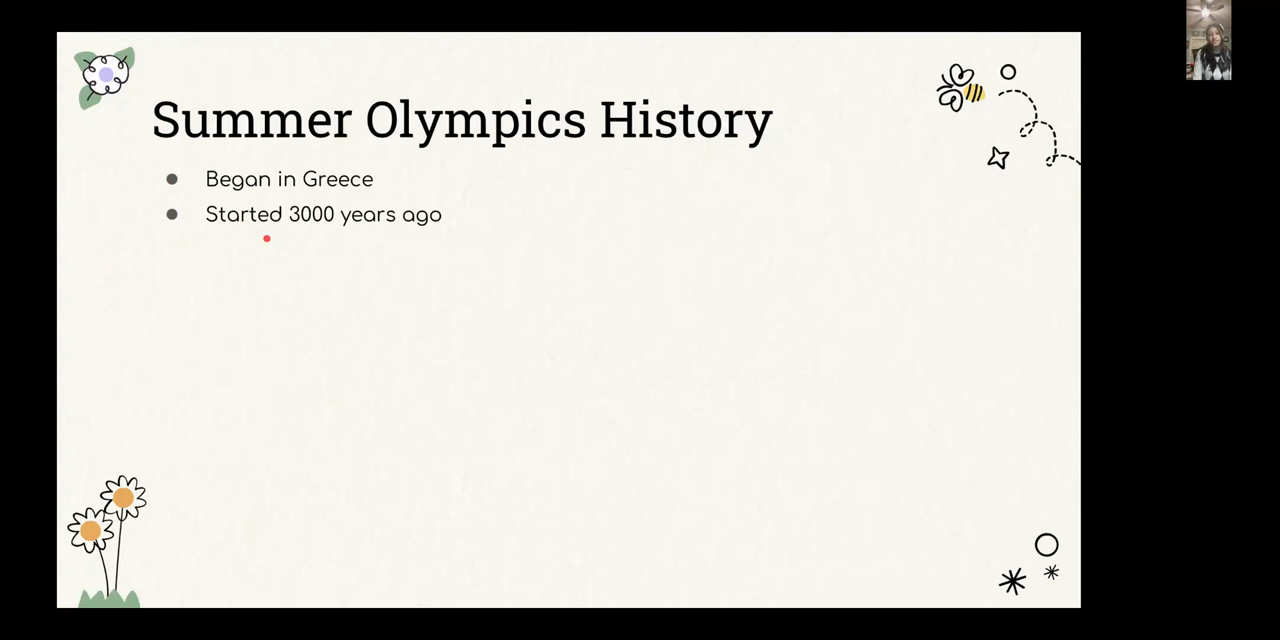 Summer Olympics History
Began in Greece
Started 3000 years ago